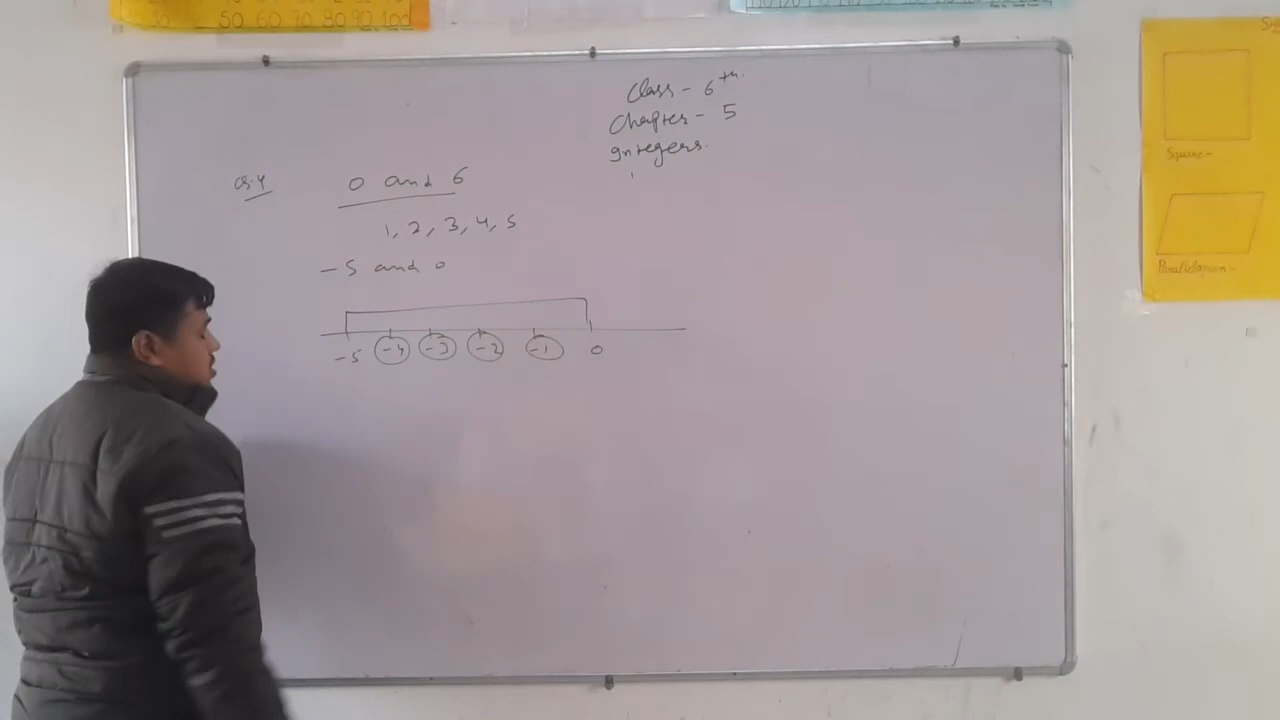 50 60 70 80 90 100
Class - 6th.
Chapter - 5
Integers.
Q.4
0 and 6
1, 2, 3, 4, 5
-5 and 0
-5 -4 -3 -2 -1 0
Square-
Parallelogram-